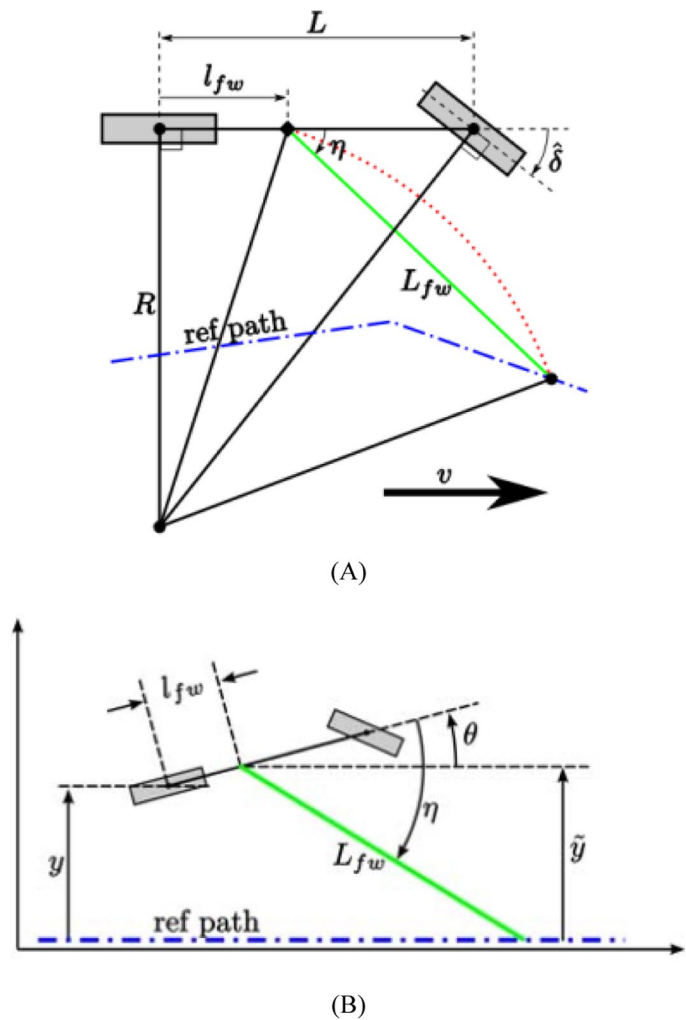 L
l_fw
η
δ̂
L_fw
R
ref path
v
(A)
l_fw
θ
η
y
L_fw
ỹ
ref path
(B)